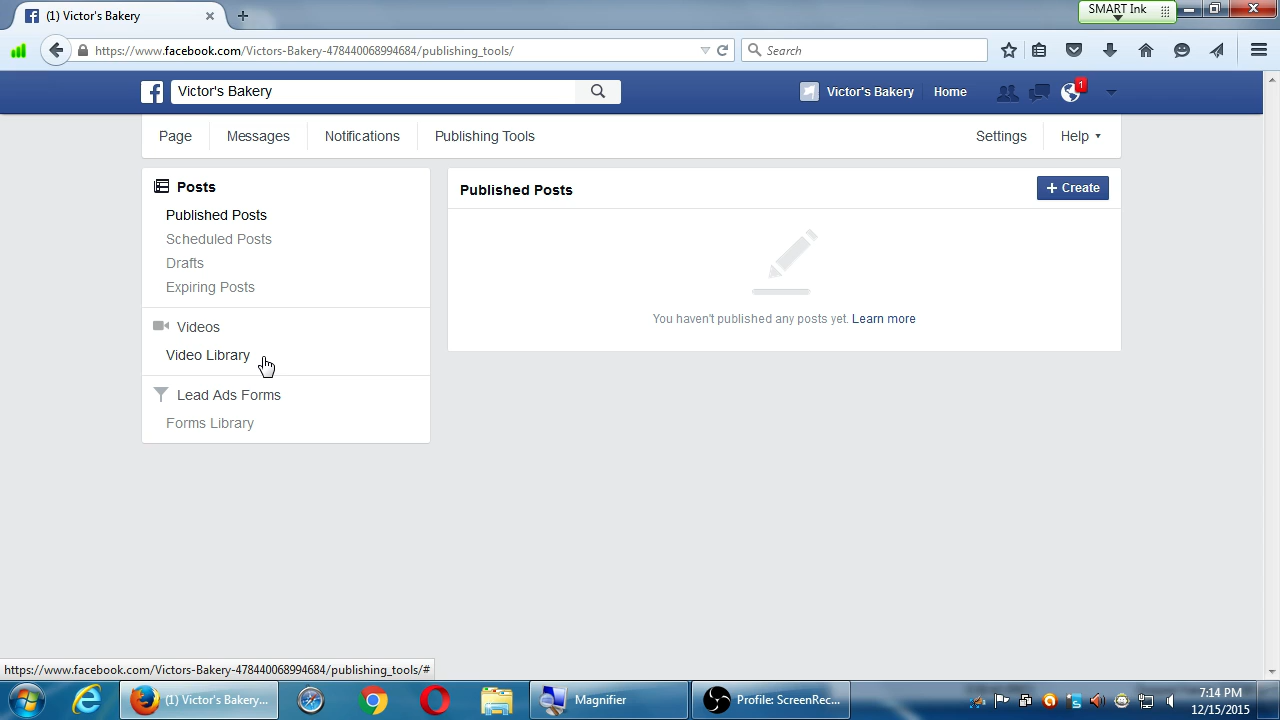 (1) Victor's Bakery
SMART Ink
https://www.facebook.com/Victors-Bakery-478440068994684/publishing_tools/
Search
Victor's Bakery
Victor's Bakery
Home
1
Page
Messages
Notifications
Publishing Tools
Settings
Help
Posts
Published Posts
Scheduled Posts
Drafts
Expiring Posts
Videos
Video Library
Lead Ads Forms
Forms Library
Published Posts
+ Create
You haven't published any posts yet. Learn more
https://www.facebook.com/Victors-Bakery-478440068994684/publishing_tools/#
(1) Victor's Bakery...
Magnifier
Profile: ScreenRec...
7:14 PM
12/15/2015